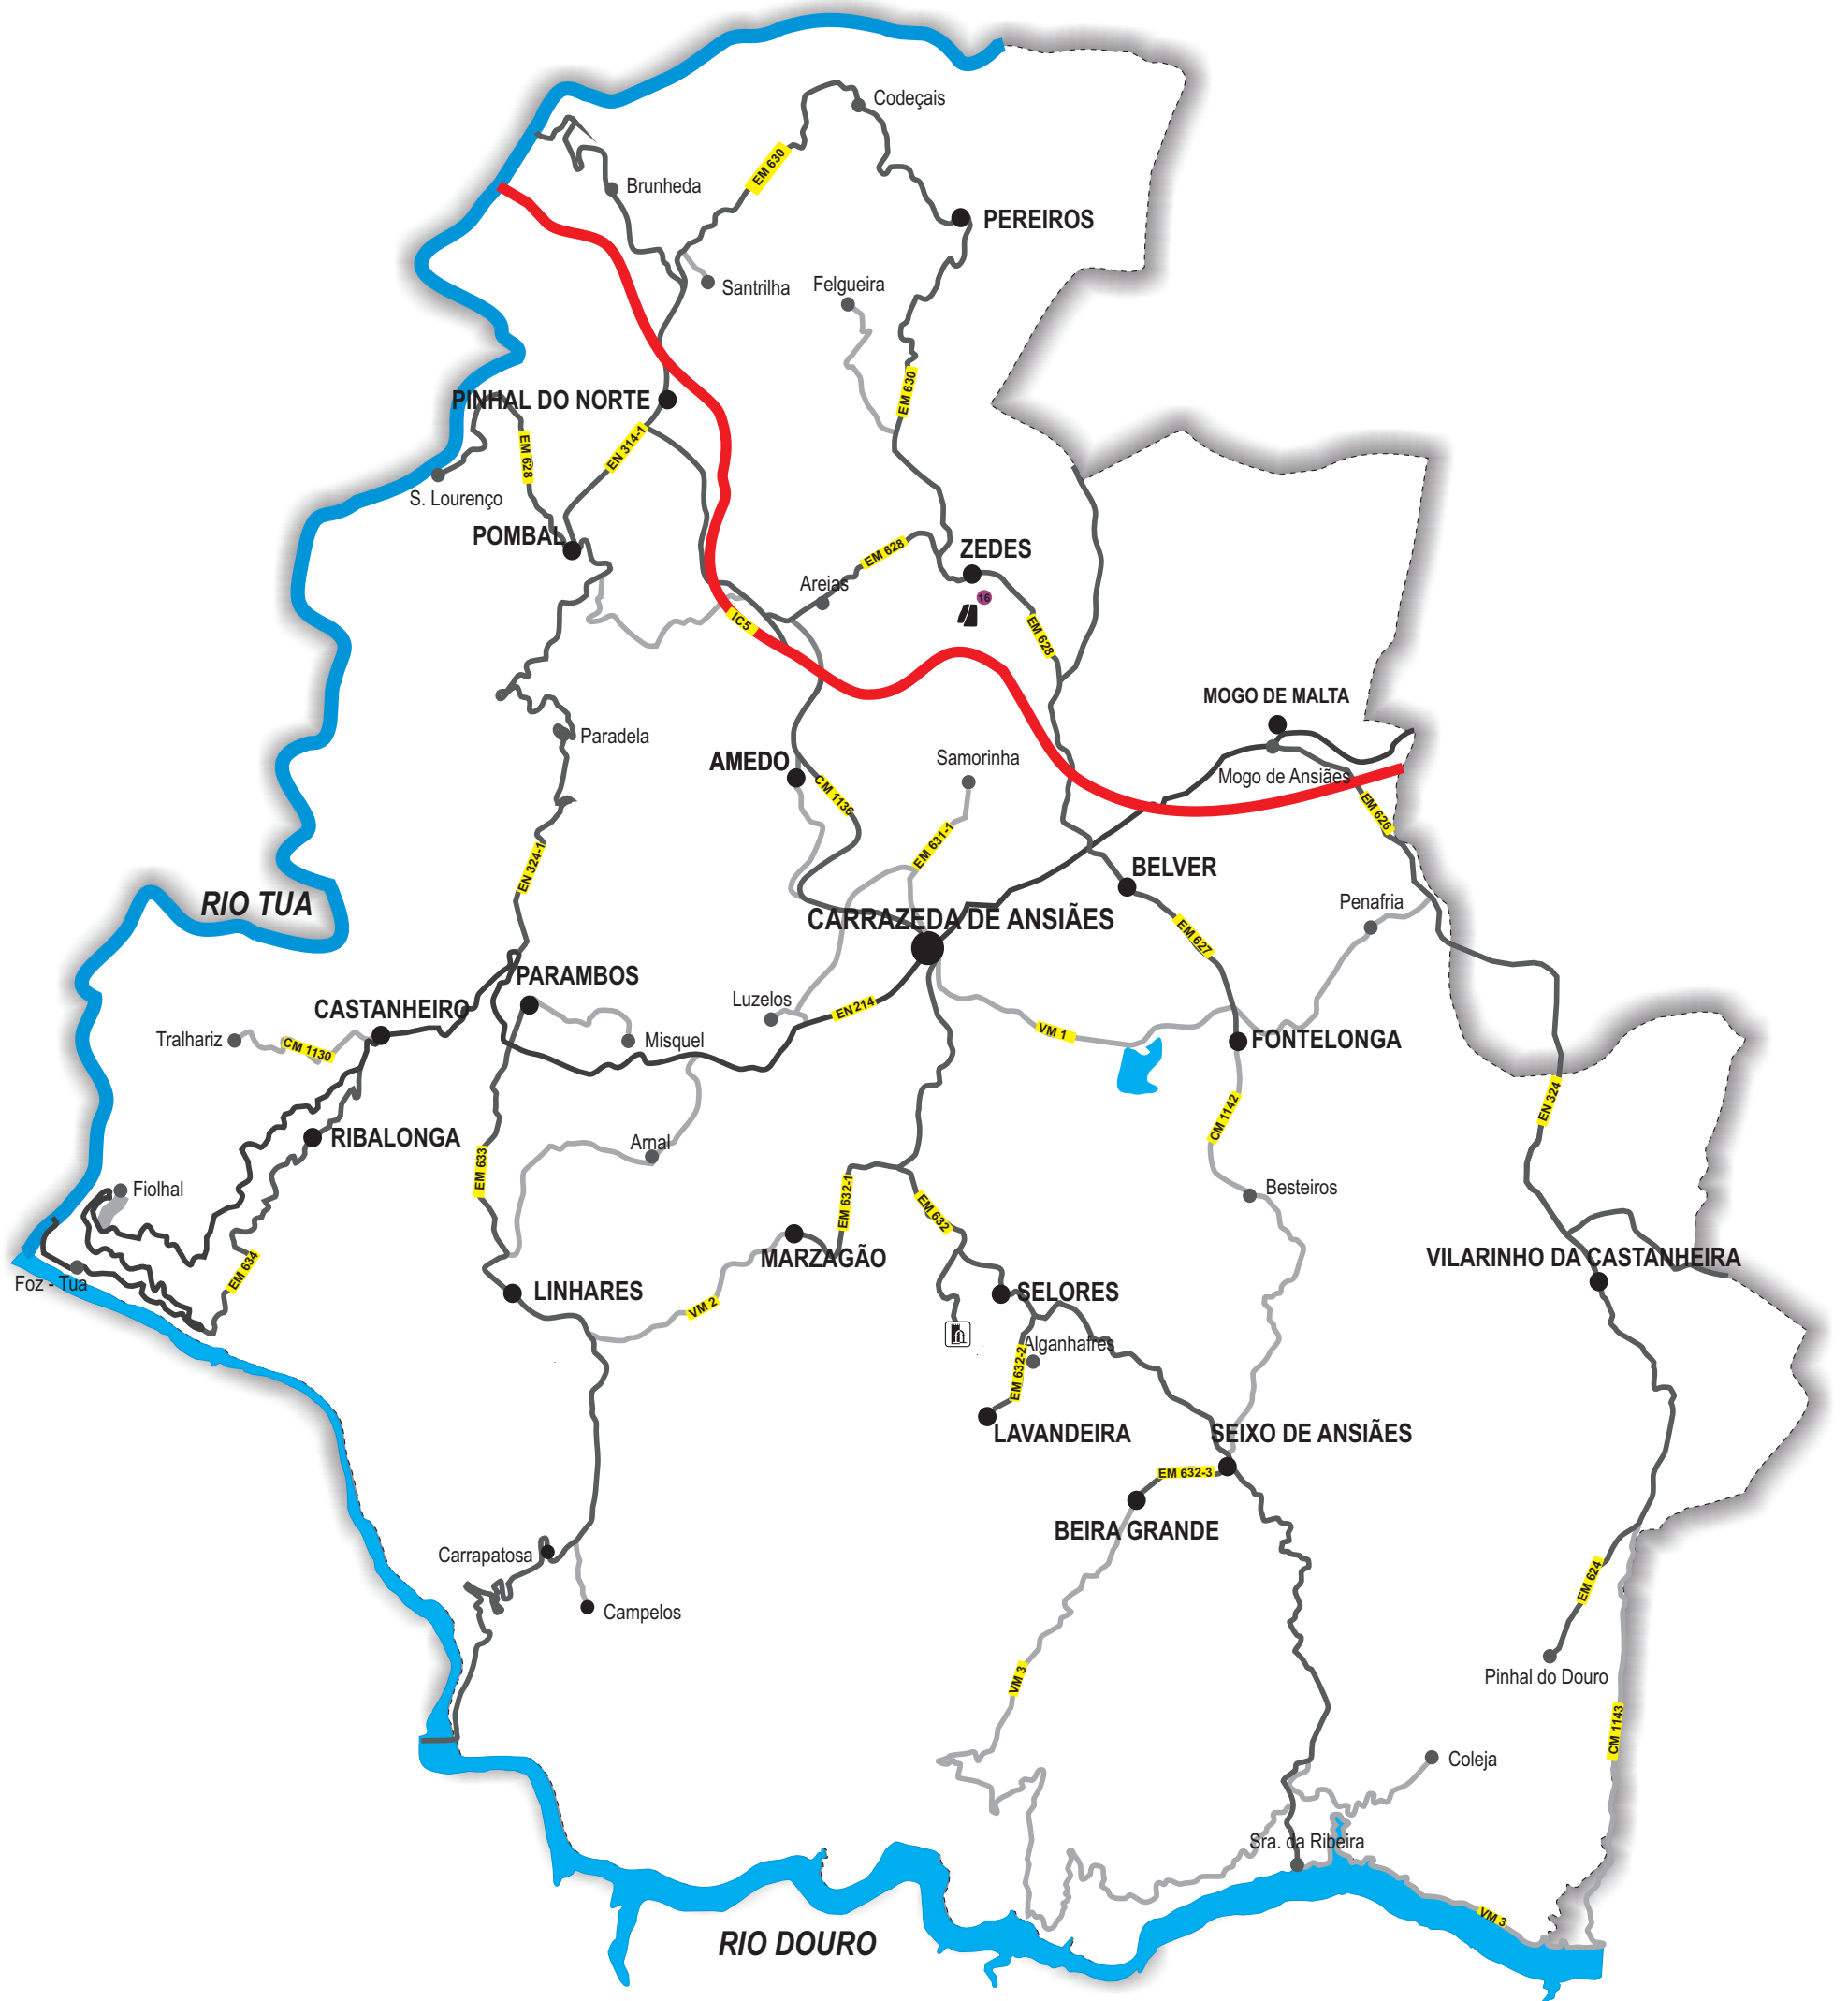 Codeçais
EM 630
Brunheda
PEREIROS
Santrilha
Felgueira
EM 630
PINHAL DO NORTE
EM 628
EN 314-1
S. Lourenço
POMBAL
EM 628
ZEDES
Areias
16
IC5
EM 628
MOGO DE MALTA
Paradela
AMEDO
Samorinha
Mogo de Ansiães
CM 1136
EM 626
EM 631-1
EN 324-1
BELVER
RIO TUA
Penafria
CARRAZEDA DE ANSIÃES
EM 627
PARAMBOS
Luzelos
EN 214
CASTANHEIRO
Tralhariz
CM 1130
Misquel
VM 1
FONTELONGA
EN 324
CM 1142
RIBALONGA
Arnal
EM 633
Fiolhal
EM 632-1
EM 632
Besteiros
MARZAGÃO
VILARINHO DA CASTANHEIRA
EM 634
Foz - Tua
LINHARES
SELORES
VM 2
Alganhafres
EM 632-2
LAVANDEIRA
SEIXO DE ANSIÃES
EM 632-3
BEIRA GRANDE
Carrapatosa
EM 624
Campelos
VM 3
Pinhal do Douro
CM 1143
Coleja
Sra. da Ribeira
VM 3
RIO DOURO